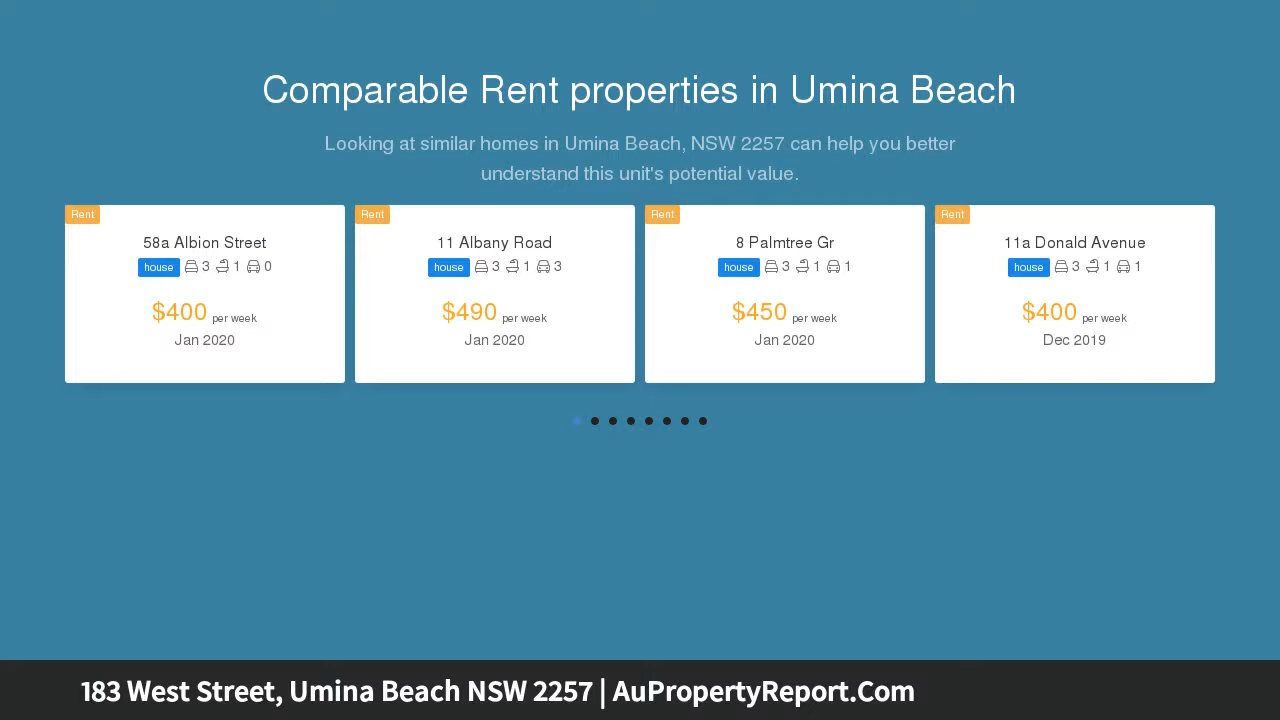 Comparable Rent properties in Umina Beach
Looking at similar homes in Umina Beach, NSW 2257 can help you better
understand this unit's potential value.
Rent
58a Albion Street
house 3 1 0
$400 per week
Jan 2020
Rent
11 Albany Road
house 3 1 3
$490 per week
Jan 2020
Rent
8 Palmtree Gr
house 3 1 1
$450 per week
Jan 2020
Rent
11a Donald Avenue
house 3 1 1
$400 per week
Dec 2019
183 West Street, Umina Beach NSW 2257 | AuPropertyReport.Com